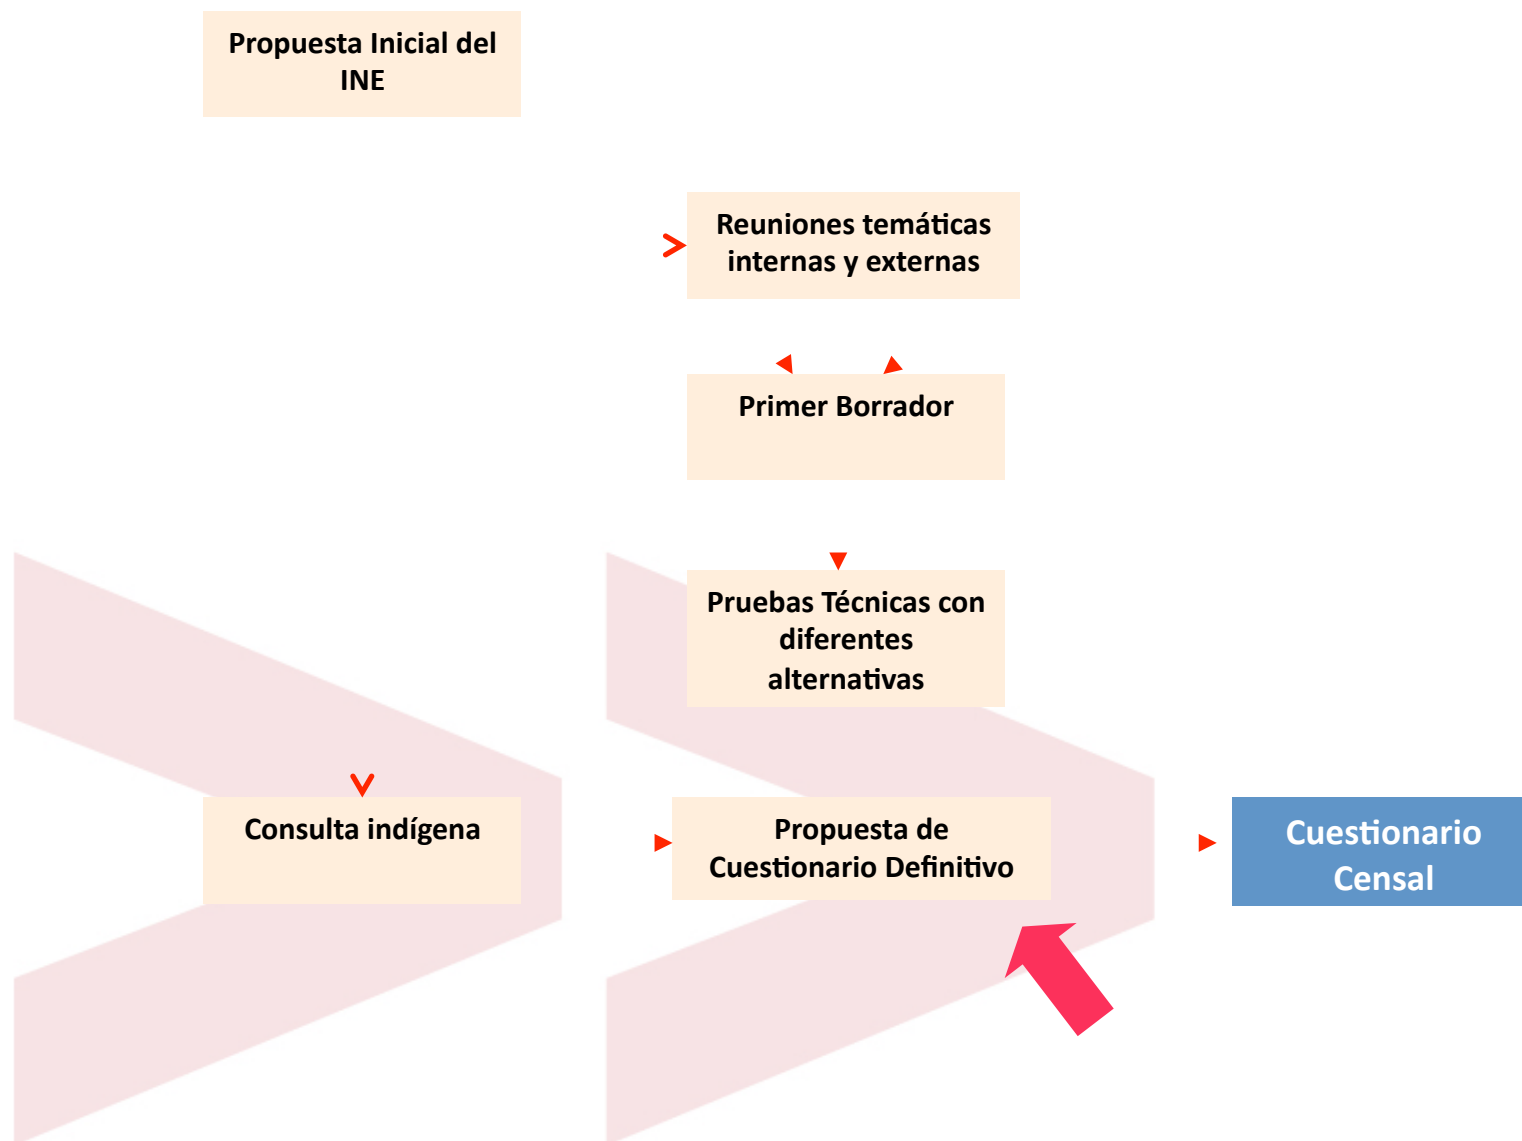 Propuesta Inicial del
INE
Reuniones temáticas
internas y externas
Primer Borrador
Pruebas Técnicas con
diferentes
alternativas
Consulta indígena
Propuesta de
Cuestionario Definitivo
Cuestionario
Censal